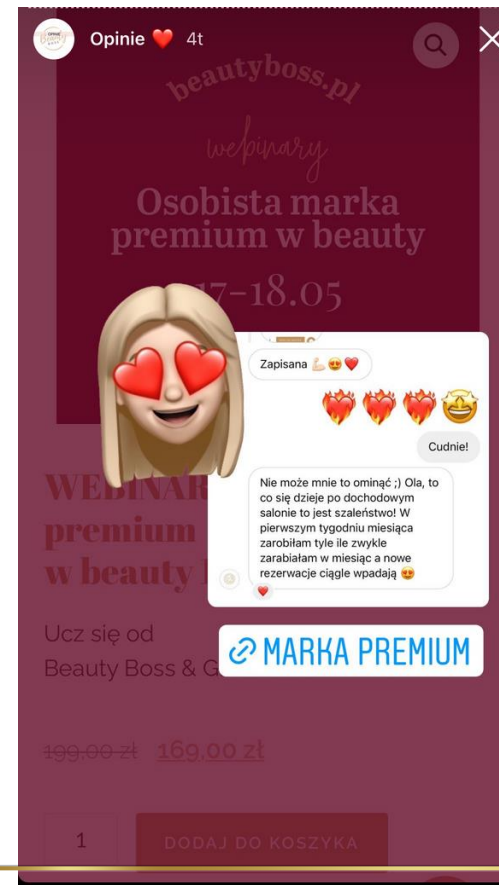 Opinie ❤️ 4t
beautyboss.pl
webinary
Osobista marka
premium w beauty
17-18.05
Zapisana 💪🏻😍❤️
❤️‍🔥❤️‍🔥❤️‍🔥🤩
Cudnie!
Nie może mnie to ominąć ;) Ola, to
co się dzieje po dochodowym
salonie to jest szaleństwo! W
pierwszym tygodniu miesiąca
zarobiłam tyle ile zwykle
zarabiałam w miesiąc a nowe
rezerwacje ciągle wpadają 😍
❤️
WEBINAR
premium
w beauty
Ucz się od
Beauty Boss & G
MARKA PREMIUM
199,00 zł 169,00 zł
1 DODAJ DO KOSZYKA